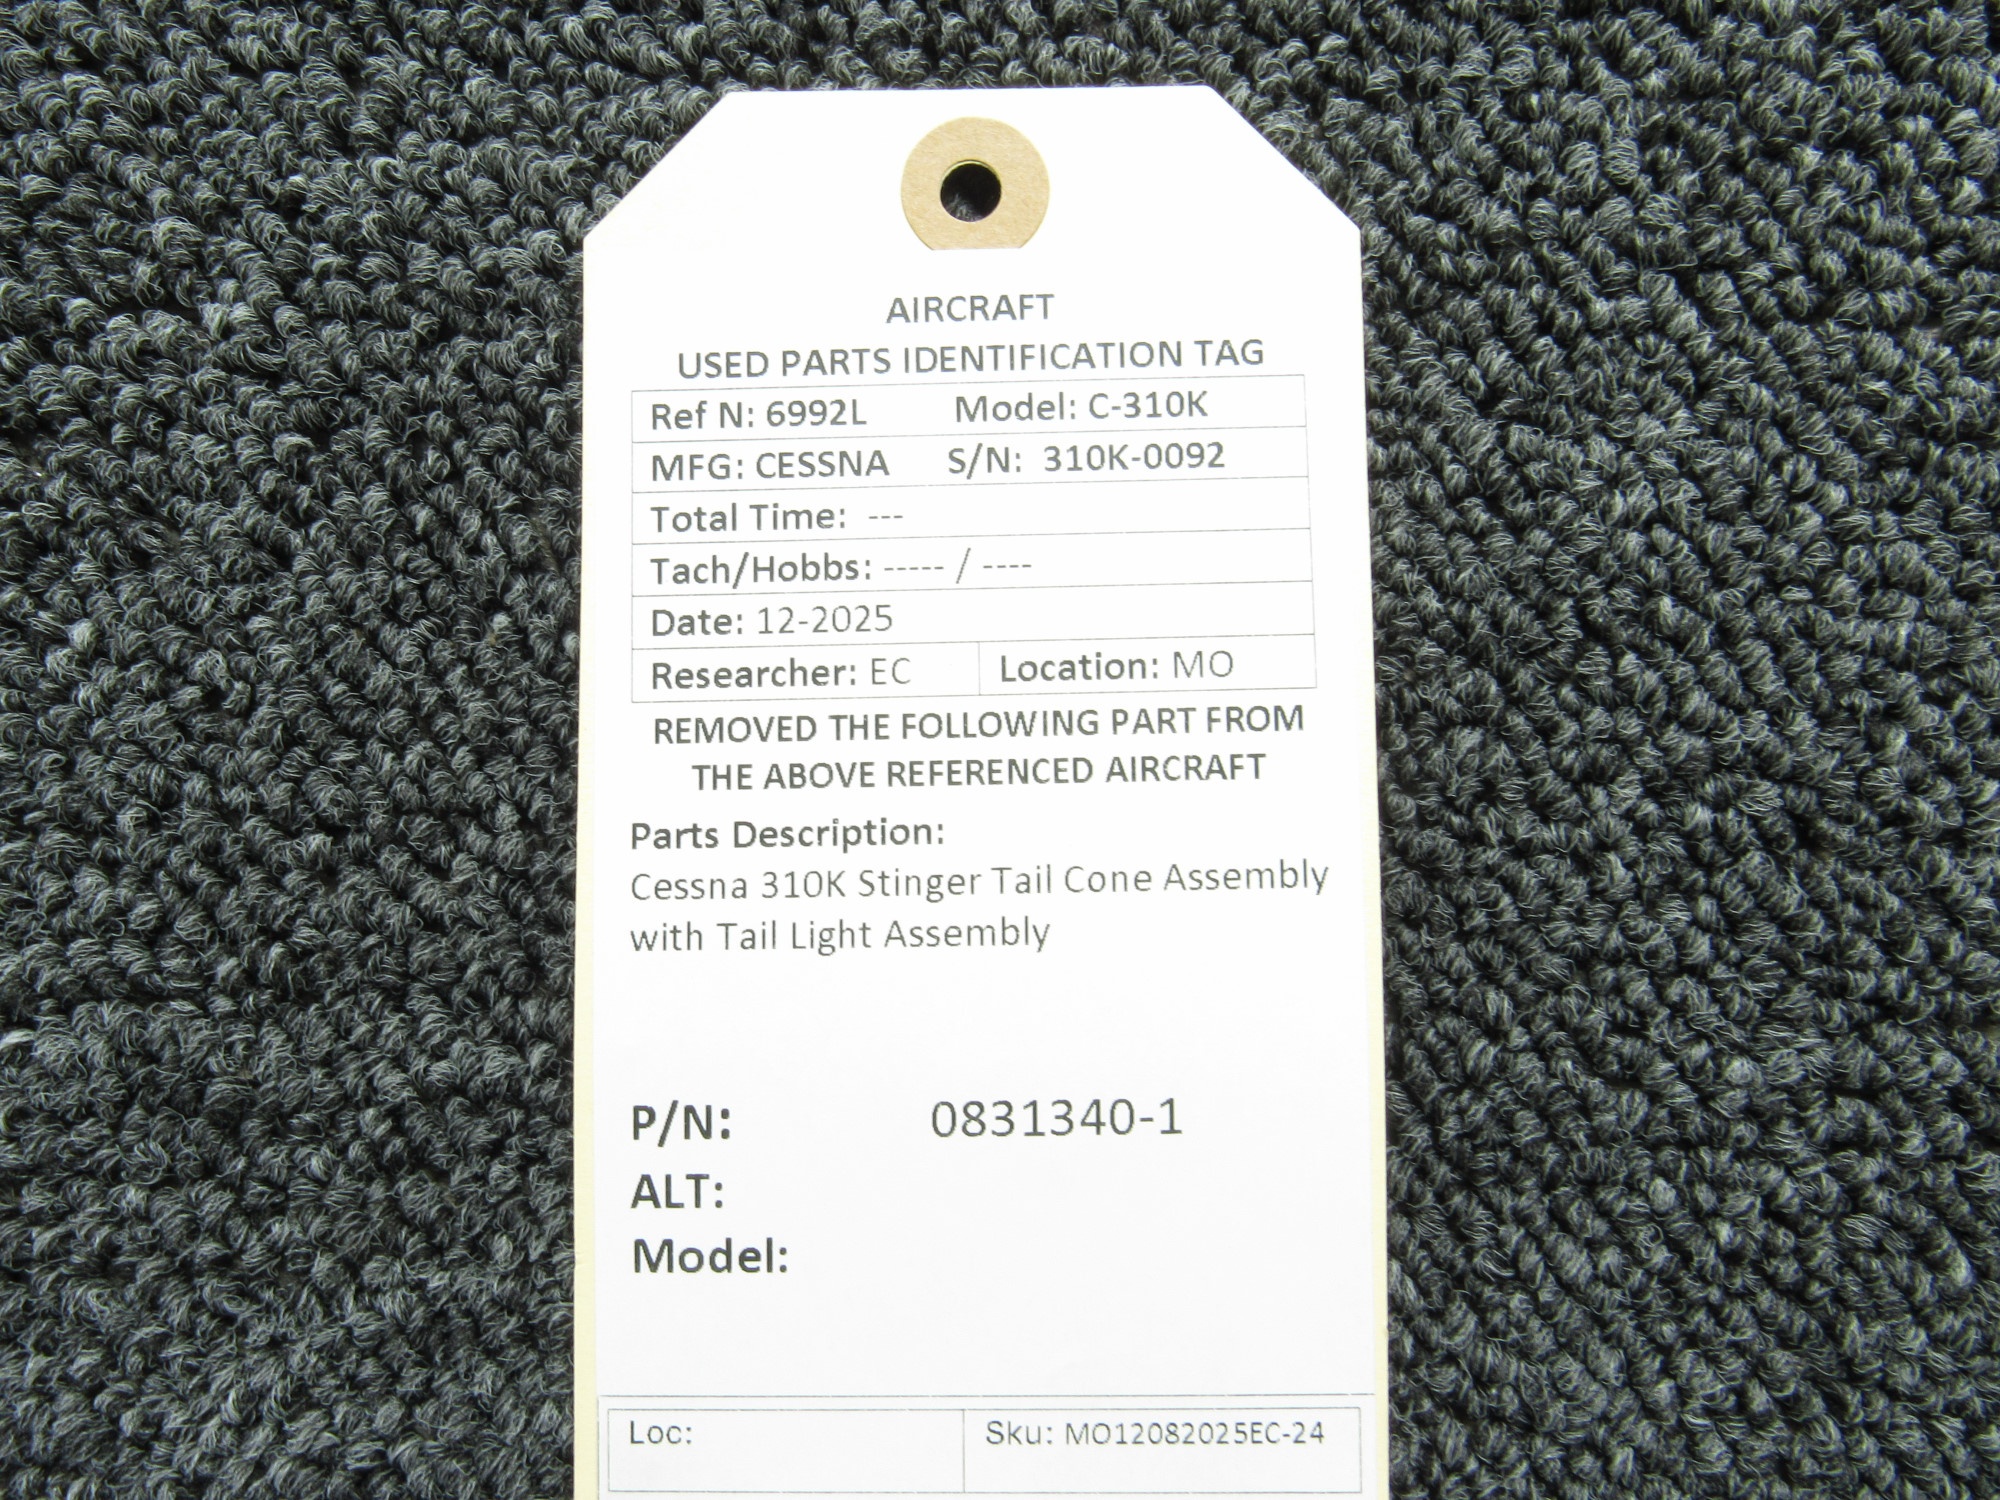 AIRCRAFT
USED PARTS IDENTIFICATION TAG
Ref N: 6992L Model: C-310K
MFG: CESSNA S/N: 310K-0092
Total Time: ---
Tach/Hobbs: ----- / ----
Date: 12-2025
Researcher: EC Location: MO
REMOVED THE FOLLOWING PART FROM
THE ABOVE REFERENCED AIRCRAFT
Parts Description:
Cessna 310K Stinger Tail Cone Assembly
with Tail Light Assembly
P/N: 0831340-1
ALT:
Model:
Loc: Sku: MO12082025EC-24